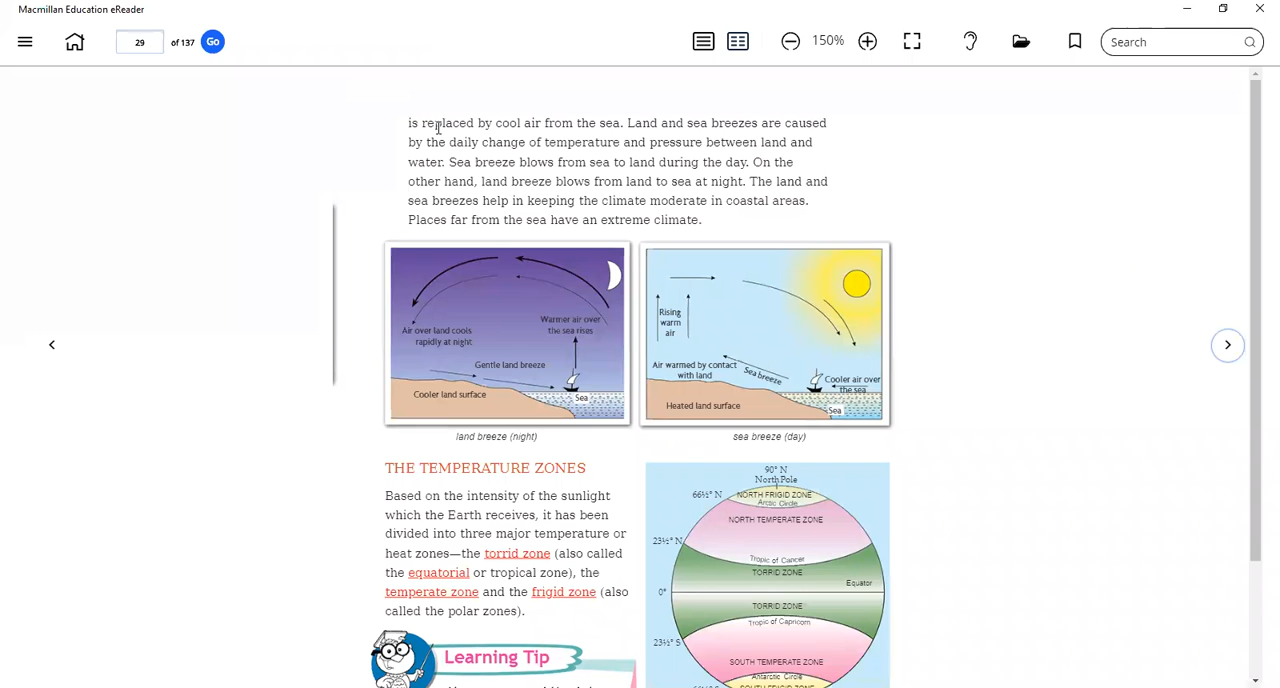 Macmillan Education eReader
29
of 137
Go
150%
Search
is replaced by cool air from the sea. Land and sea breezes are caused
by the daily change of temperature and pressure between land and
water. Sea breeze blows from sea to land during the day. On the
other hand, land breeze blows from land to sea at night. The land and
sea breezes help in keeping the climate moderate in coastal areas.
Places far from the sea have an extreme climate.
Air over land cools
rapidly at night
Warmer air over
the sea rises
Gentle land breeze
Cooler land surface
Sea
land breeze (night)
Rising
warm
air
Air warmed by contact
with land
Sea breeze
Cooler air over
the sea
Heated land surface
Sea
sea breeze (day)
THE TEMPERATURE ZONES
Based on the intensity of the sunlight
which the Earth receives, it has been
divided into three major temperature or
heat zones—the torrid zone (also called
the equatorial or tropical zone), the
temperate zone and the frigid zone (also
called the polar zones).
Learning Tip
90° N
North Pole
66½° N
NORTH FRIGID ZONE
Arctic Circle
NORTH TEMPERATE ZONE
23½° N
Tropic of Cancer
TORRID ZONE
Equator
0°
TORRID ZONE
Tropic of Capricorn
23½° S
SOUTH TEMPERATE ZONE
Antarctic Circle
SOUTH FRIGID ZONE